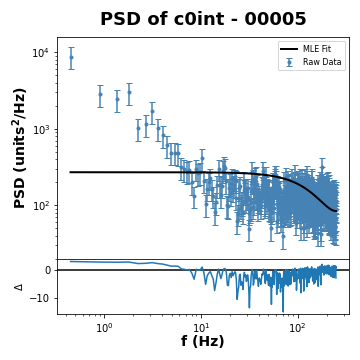 PSD of c0int - 00005
MLE Fit
Raw Data
PSD (units²/Hz)
10⁴
10³
10²
Δ
0
−10
10⁰ 10¹ 10²
f (Hz)